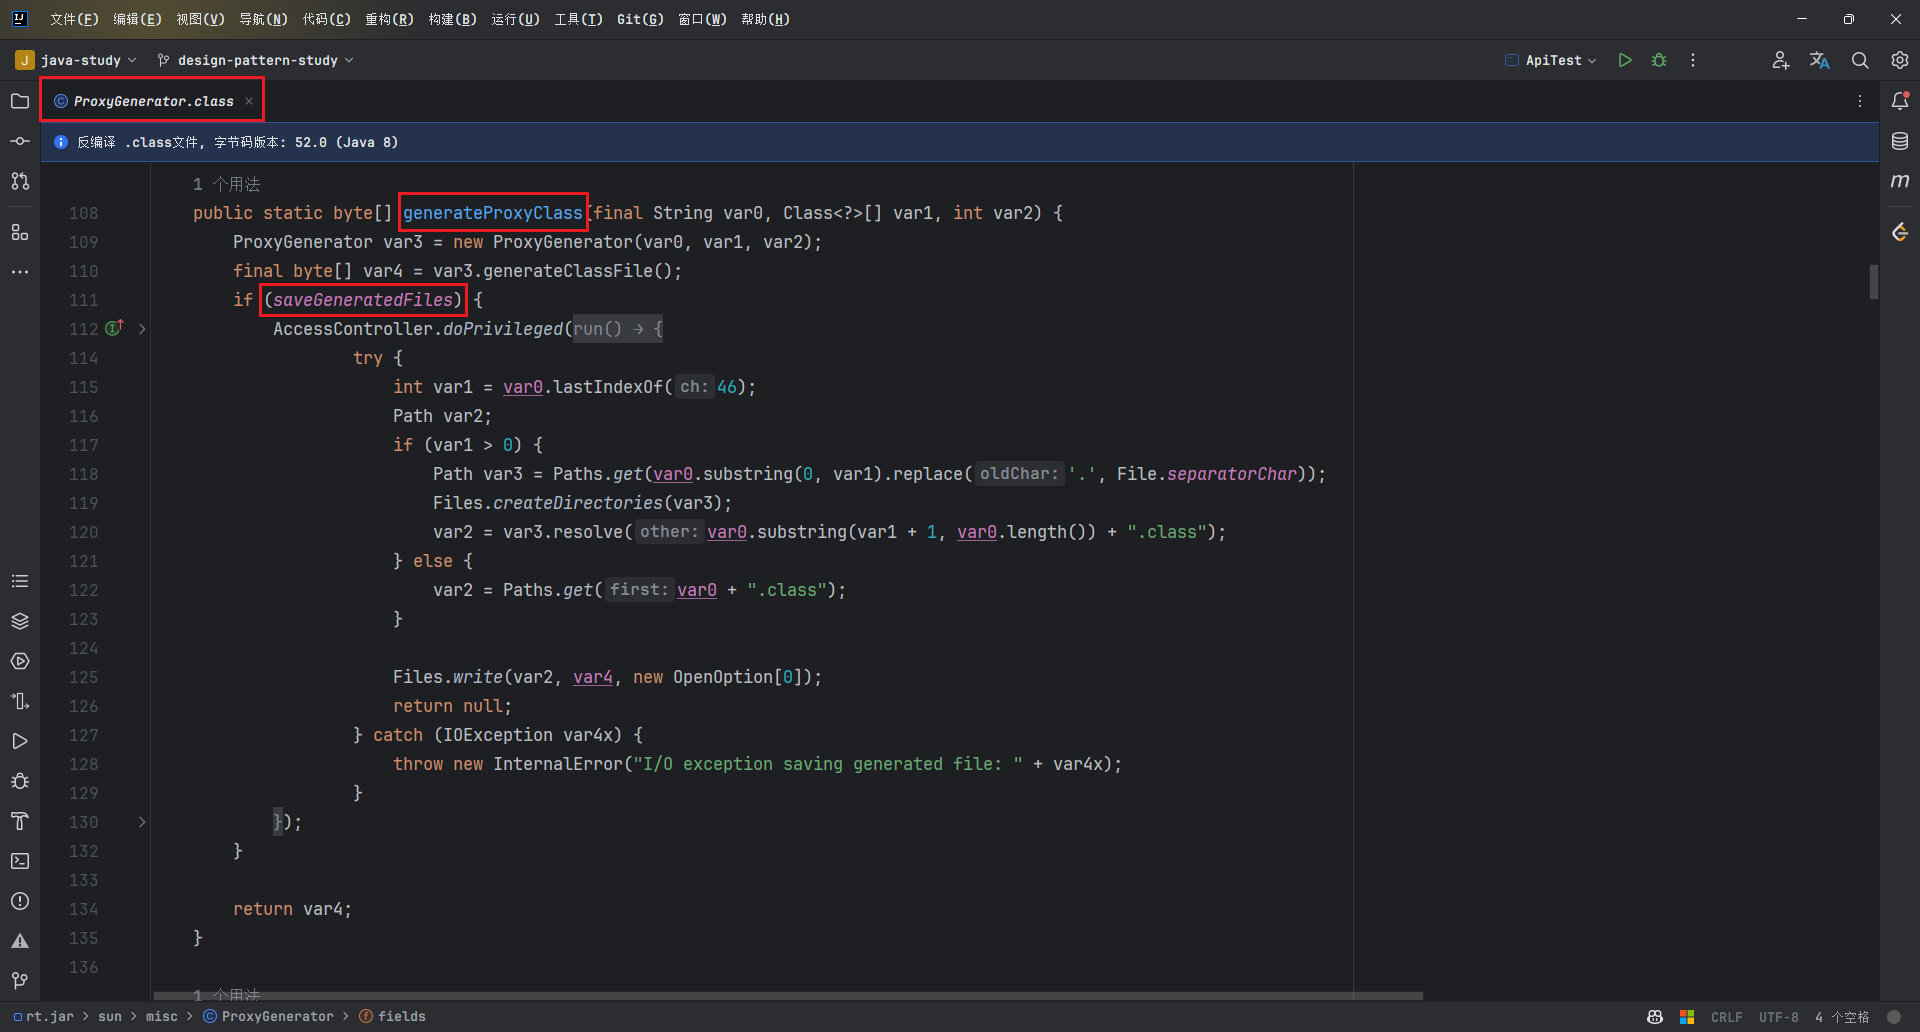 文件(F) 编辑(E) 视图(V) 导航(N) 代码(C) 重构(R) 构建(B) 运行(U) 工具(T) Git(G) 窗口(W) 帮助(H)
J java-study design-pattern-study ApiTest
ProxyGenerator.class
反编译 .class文件, 字节码版本: 52.0 (Java 8)
1 个用法
108 public static byte[] generateProxyClass(final String var0, Class<?>[] var1, int var2) {
109 ProxyGenerator var3 = new ProxyGenerator(var0, var1, var2);
110 final byte[] var4 = var3.generateClassFile();
111 if (saveGeneratedFiles) {
112 AccessController.doPrivileged(run() → {
114 try {
115 int var1 = var0.lastIndexOf( ch: 46);
116 Path var2;
117 if (var1 > 0) {
118 Path var3 = Paths.get(var0.substring(0, var1).replace( oldChar: '.', File.separatorChar));
119 Files.createDirectories(var3);
120 var2 = var3.resolve( other: var0.substring(var1 + 1, var0.length()) + ".class");
121 } else {
122 var2 = Paths.get( first: var0 + ".class");
123 }
124
125 Files.write(var2, var4, new OpenOption[0]);
126 return null;
127 } catch (IOException var4x) {
128 throw new InternalError("I/O exception saving generated file: " + var4x);
129 }
130 });
132 }
133
134 return var4;
135 }
136
1 个用法
rt.jar > sun > misc > ProxyGenerator > fields CRLF UTF-8 4 个空格